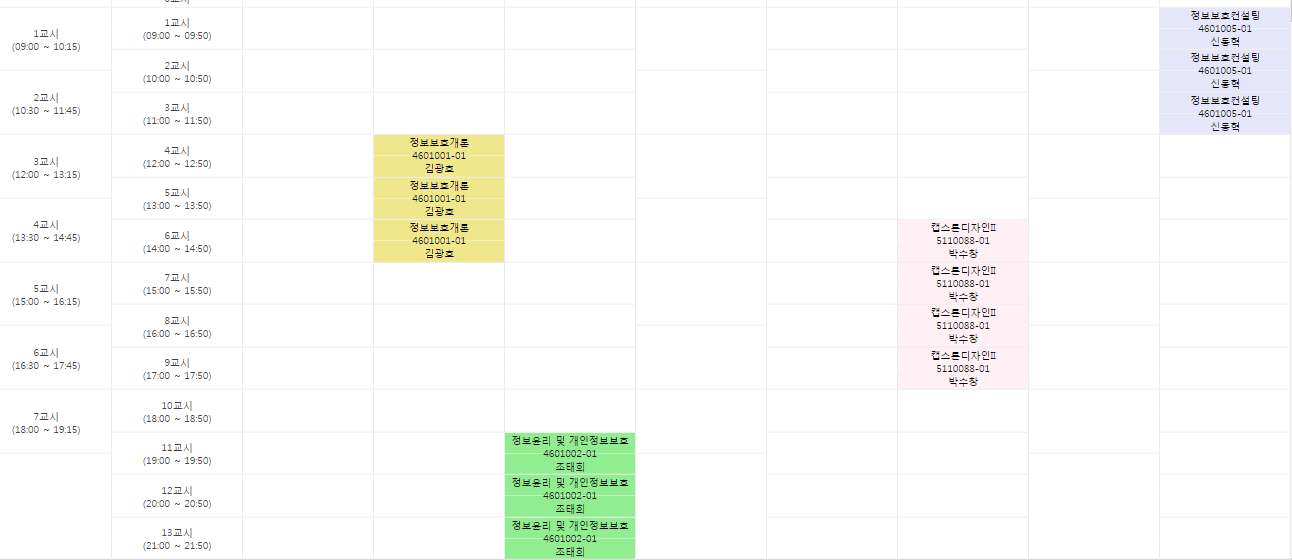 1교시
(09:00 ~ 10:15)
2교시
(10:30 ~ 11:45)
3교시
(12:00 ~ 13:15)
4교시
(13:30 ~ 14:45)
5교시
(15:00 ~ 16:15)
6교시
(16:30 ~ 17:45)
7교시
(18:00 ~ 19:15)
1교시
(09:00 ~ 09:50)
2교시
(10:00 ~ 10:50)
3교시
(11:00 ~ 11:50)
4교시
(12:00 ~ 12:50)
5교시
(13:00 ~ 13:50)
6교시
(14:00 ~ 14:50)
7교시
(15:00 ~ 15:50)
8교시
(16:00 ~ 16:50)
9교시
(17:00 ~ 17:50)
10교시
(18:00 ~ 18:50)
11교시
(19:00 ~ 19:50)
12교시
(20:00 ~ 20:50)
13교시
(21:00 ~ 21:50)
정보보호개론
4601001-01
김광호
정보보호개론
4601001-01
김광호
정보보호개론
4601001-01
김광호
정보윤리 및 개인정보보호
4601002-01
조태희
정보윤리 및 개인정보보호
4601002-01
조태희
정보윤리 및 개인정보보호
4601002-01
조태희
캡스톤디자인II
5110088-01
박수창
캡스톤디자인II
5110088-01
박수창
캡스톤디자인II
5110088-01
박수창
캡스톤디자인II
5110088-01
박수창
정보보호컨설팅
4601005-01
신동혁
정보보호컨설팅
4601005-01
신동혁
정보보호컨설팅
4601005-01
신동혁